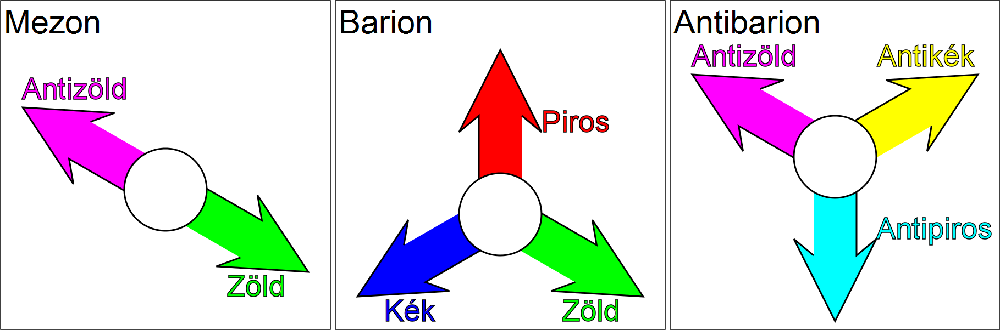 Mezon
Antizöld
Zöld
Barion
Piros
Kék
Zöld
Antibarion
Antizöld
Antikék
Antipiros